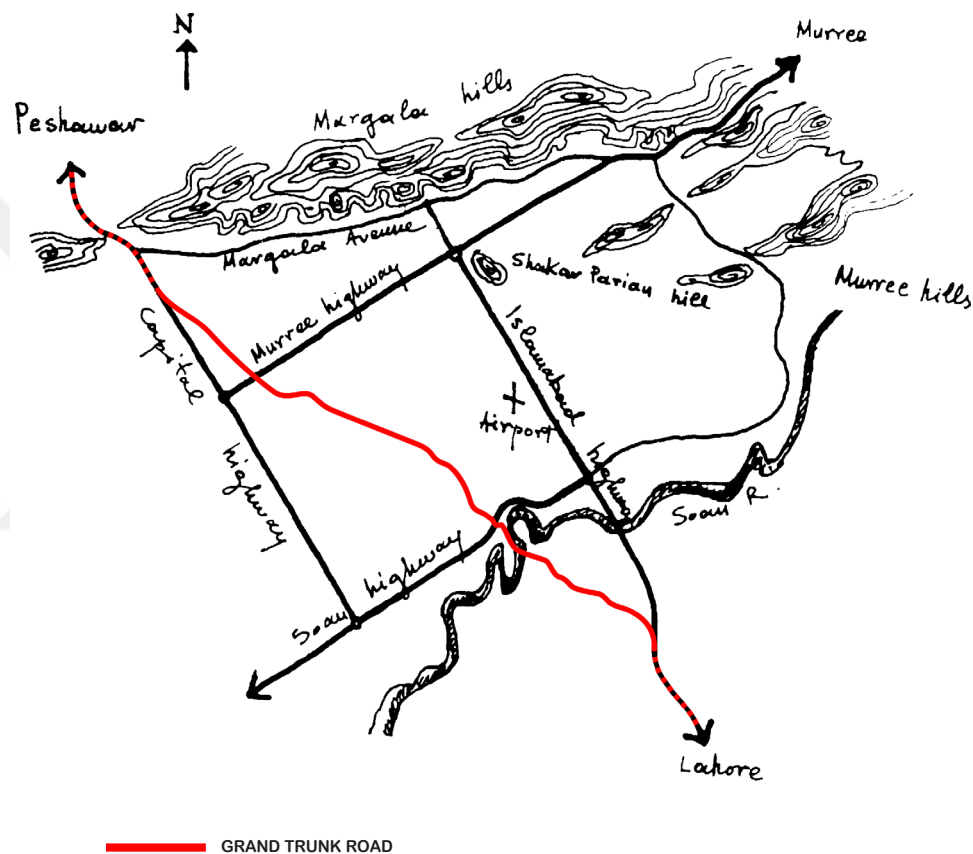 N
Murree
Peshawar
Margala hills
Margala Avenue
Shakar Parian hill
Murree hills
Murree highway
Capital highway
Islamabad highway
Airport
Soan R.
Soan highway
Lahore
GRAND TRUNK ROAD